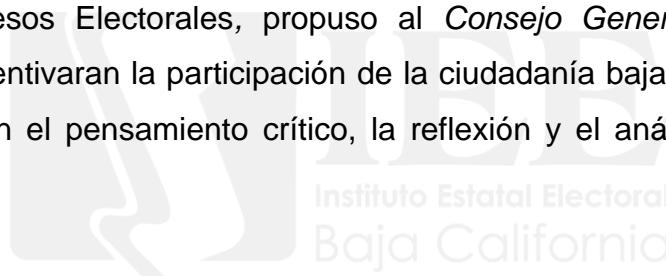 esos Electorales, propuso al Consejo Gener
entivaran la participación de la ciudadanía baja
n el pensamiento crítico, la reflexión y el aná
IEE
Instituto Estatal Electoral
Baja California